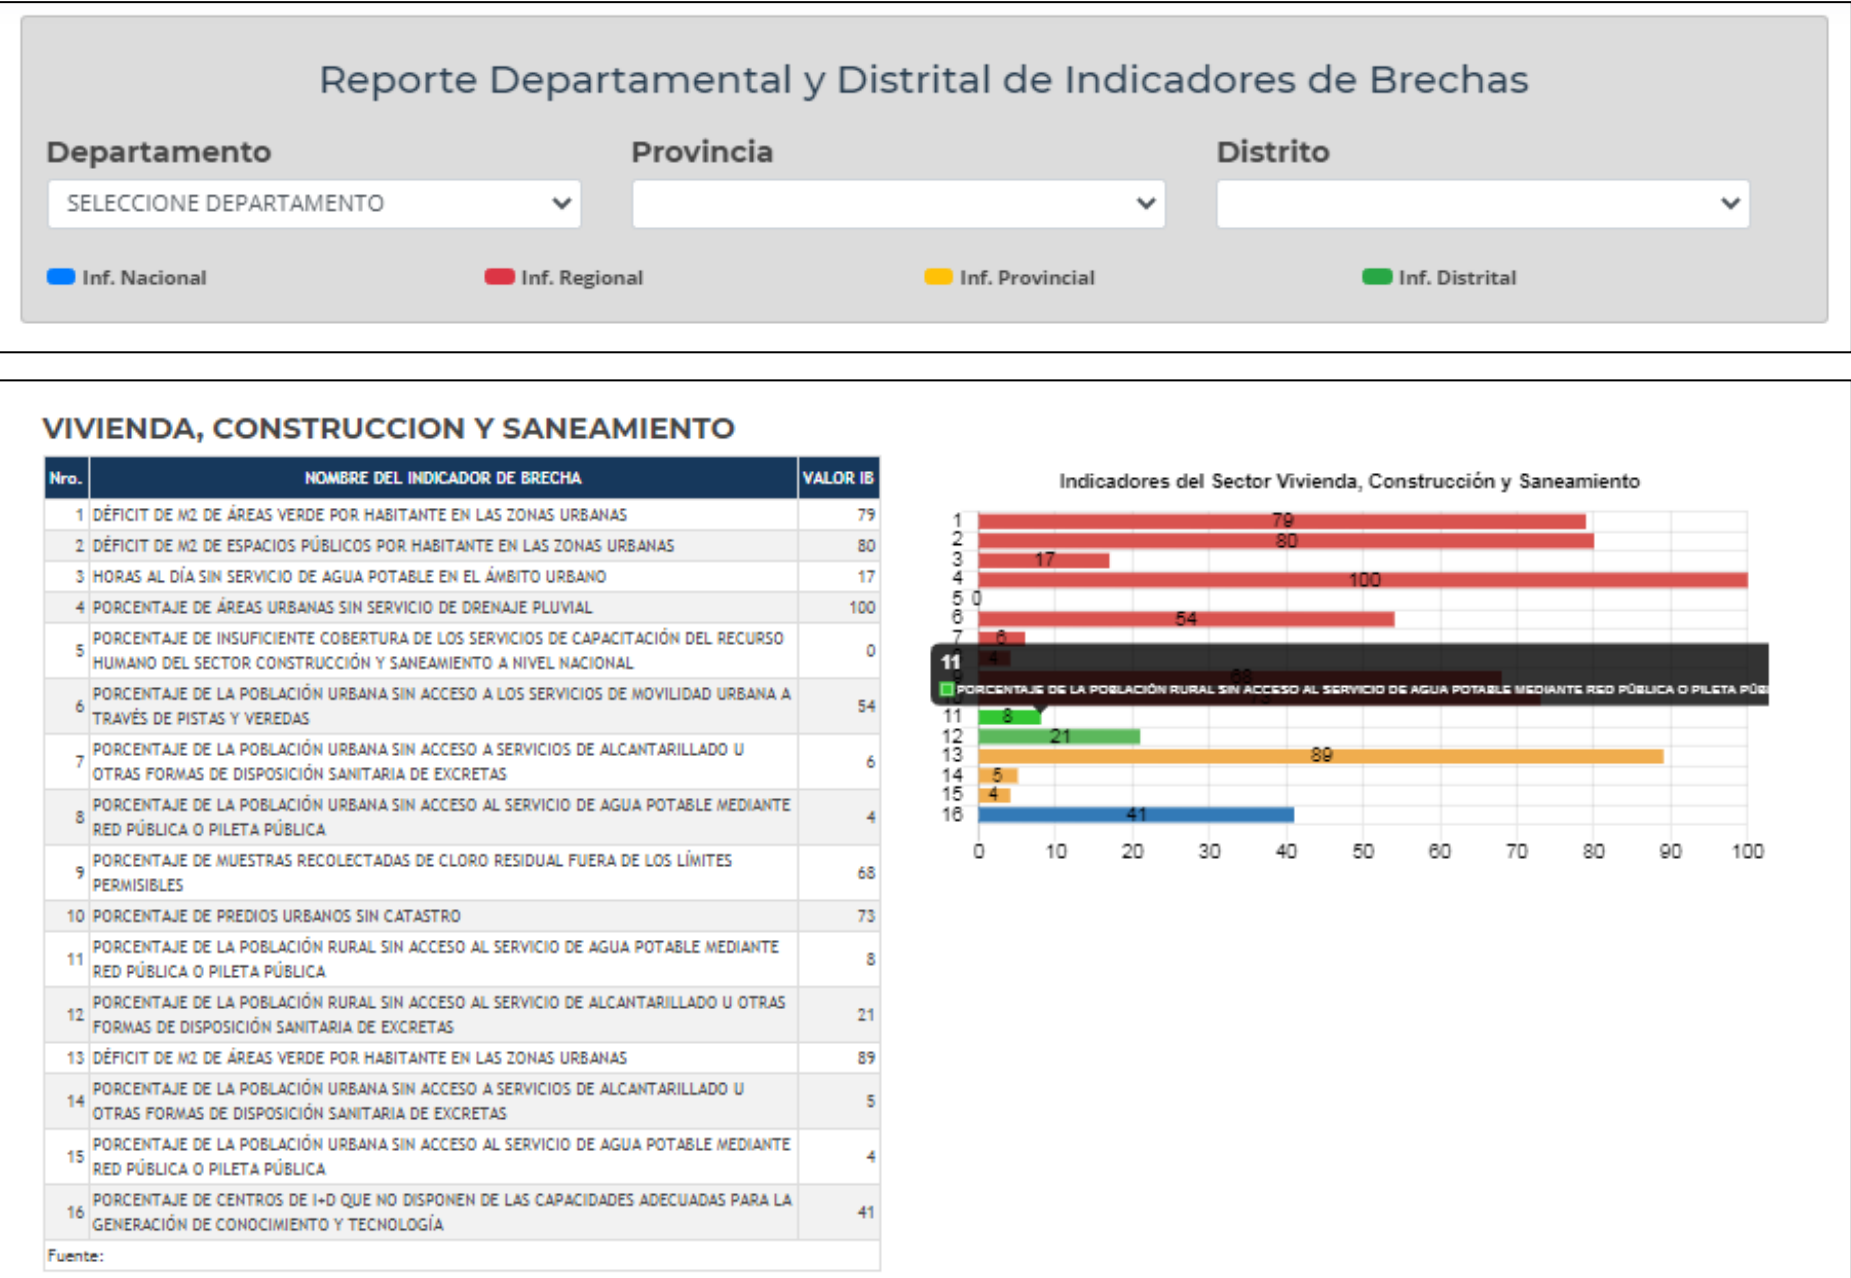 Reporte Departamental y Distrital de Indicadores de Brechas
Departamento
Provincia
Distrito
SELECCIONE DEPARTAMENTO
Inf. Nacional
Inf. Regional
Inf. Provincial
Inf. Distrital
VIVIENDA, CONSTRUCCION Y SANEAMIENTO
Nro. NOMBRE DEL INDICADOR DE BRECHA VALOR IB
1 DÉFICIT DE M2 DE ÁREAS VERDE POR HABITANTE EN LAS ZONAS URBANAS 79
2 DÉFICIT DE M2 DE ESPACIOS PÚBLICOS POR HABITANTE EN LAS ZONAS URBANAS 80
3 HORAS AL DÍA SIN SERVICIO DE AGUA POTABLE EN EL ÁMBITO URBANO 17
4 PORCENTAJE DE ÁREAS URBANAS SIN SERVICIO DE DRENAJE PLUVIAL 100
5 PORCENTAJE DE INSUFICIENTE COBERTURA DE LOS SERVICIOS DE CAPACITACIÓN DEL RECURSO
HUMANO DEL SECTOR CONSTRUCCIÓN Y SANEAMIENTO A NIVEL NACIONAL 0
6 PORCENTAJE DE LA POBLACIÓN URBANA SIN ACCESO A LOS SERVICIOS DE MOVILIDAD URBANA A
TRAVÉS DE PISTAS Y VEREDAS 54
7 PORCENTAJE DE LA POBLACIÓN URBANA SIN ACCESO A SERVICIOS DE ALCANTARILLADO U
OTRAS FORMAS DE DISPOSICIÓN SANITARIA DE EXCRETAS 6
8 PORCENTAJE DE LA POBLACIÓN URBANA SIN ACCESO AL SERVICIO DE AGUA POTABLE MEDIANTE
RED PÚBLICA O PILETA PÚBLICA 4
9 PORCENTAJE DE MUESTRAS RECOLECTADAS DE CLORO RESIDUAL FUERA DE LOS LÍMITES
PERMISIBLES 68
10 PORCENTAJE DE PREDIOS URBANOS SIN CATASTRO 73
11 PORCENTAJE DE LA POBLACIÓN RURAL SIN ACCESO AL SERVICIO DE AGUA POTABLE MEDIANTE
RED PÚBLICA O PILETA PÚBLICA 8
12 PORCENTAJE DE LA POBLACIÓN RURAL SIN ACCESO AL SERVICIO DE ALCANTARILLADO U OTRAS
FORMAS DE DISPOSICIÓN SANITARIA DE EXCRETAS 21
13 DÉFICIT DE M2 DE ÁREAS VERDE POR HABITANTE EN LAS ZONAS URBANAS 89
14 PORCENTAJE DE LA POBLACIÓN URBANA SIN ACCESO A SERVICIOS DE ALCANTARILLADO U
OTRAS FORMAS DE DISPOSICIÓN SANITARIA DE EXCRETAS 5
15 PORCENTAJE DE LA POBLACIÓN URBANA SIN ACCESO AL SERVICIO DE AGUA POTABLE MEDIANTE
RED PÚBLICA O PILETA PÚBLICA 4
16 PORCENTAJE DE CENTROS DE I+D QUE NO DISPONEN DE LAS CAPACIDADES ADECUADAS PARA LA
GENERACIÓN DE CONOCIMIENTO Y TECNOLOGÍA 41
Fuente:
Indicadores del Sector Vivienda, Construcción y Saneamiento
1 79
2 80
3 17
4 100
5 0
6 54
7 6
4
11
68
PORCENTAJE DE LA POBLACIÓN RURAL SIN ACCESO AL SERVICIO DE AGUA POTABLE MEDIANTE RED PÚBLICA O PILETA
11 8
12 21
13 89
14 5
15 4
16 41
0 10 20 30 40 50 60 70 80 90 100